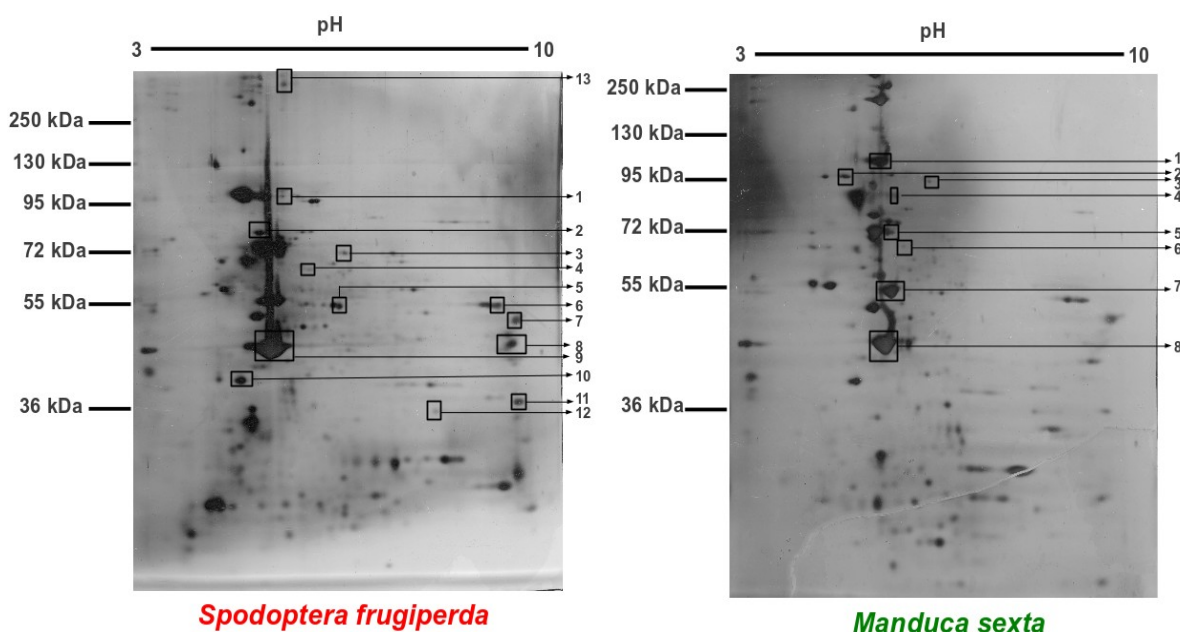 pH
3 10
13
250 kDa
130 kDa
1
95 kDa
2
72 kDa
3
4
5
55 kDa
6
7
8
9
10
36 kDa
11
12
Spodoptera frugiperda
pH
3 10
250 kDa
130 kDa
1
2
95 kDa
3
4
72 kDa
5
6
55 kDa
7
8
36 kDa
Manduca sexta